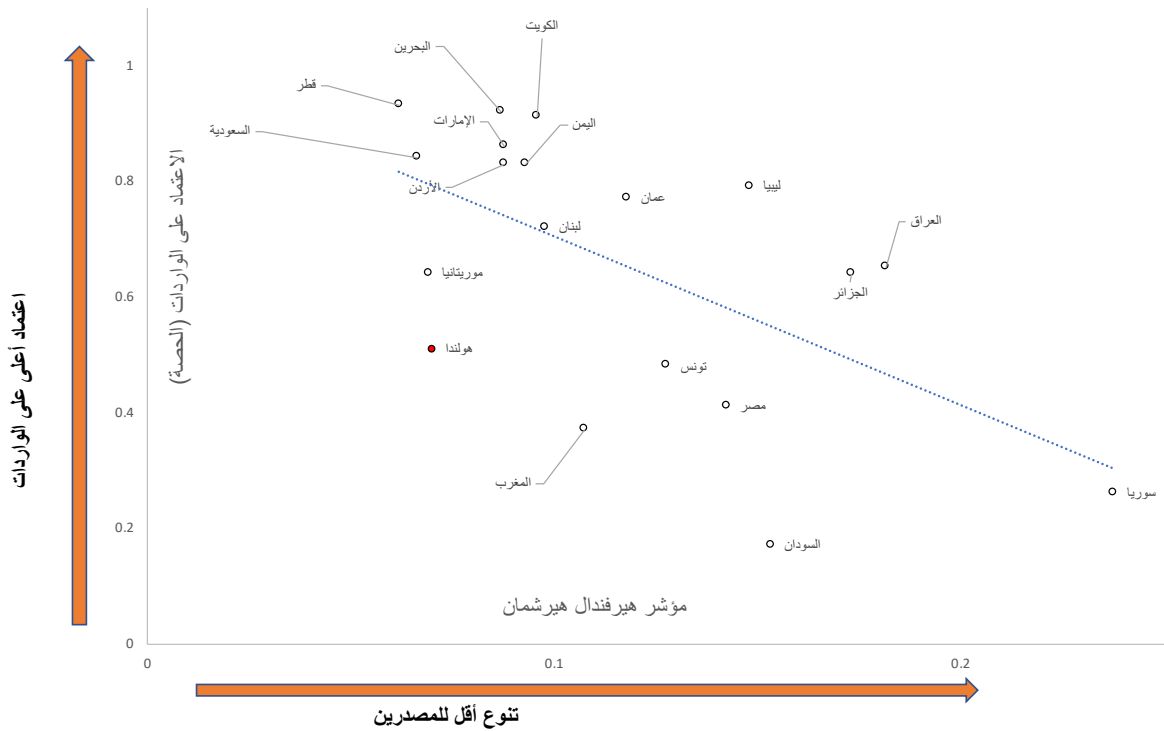 الكويت
البحرين
1
قطر
الإمارات
اليمن
السعودية
0.8
الأردن
ليبيا
عمان
لبنان
العراق
موريتانيا
الجزائر
0.6
هولندا
تونس
0.4
مصر
المغرب
سوريا
0.2
السودان
0
الاعتماد على الواردات (الحصة)
اعتماد أعلى على الواردات
مؤشر هيرفندال هيرشمان
0
0.1
0.2
تنوع أقل للمصدرين